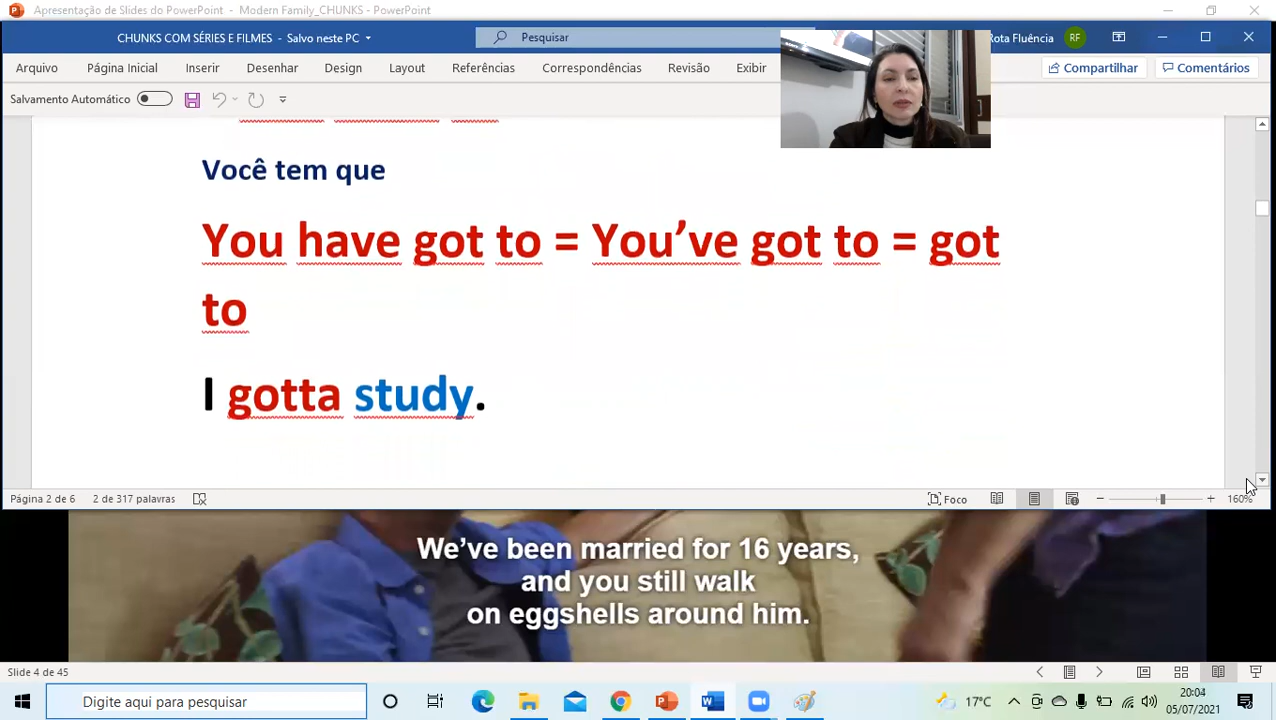 Apresentação de Slides do PowerPoint - Modern Family_CHUNKS - PowerPoint
CHUNKS COM SÉRIES E FILMES - Salvo neste PC
Pesquisar
Rota Fluência
RF
Arquivo Página Inicial Inserir Desenhar Design Layout Referências Correspondências Revisão Exibir
Compartilhar Comentários
Salvamento Automático
Você tem que
You have got to = You’ve got to = got
to
I gotta study.
Página 2 de 6 2 de 317 palavras Foco 160%
We’ve been married for 16 years,
and you still walk
on eggshells around him.
Slide 4 de 45
Digite aqui para pesquisar
17°C
20:04
05/07/2021